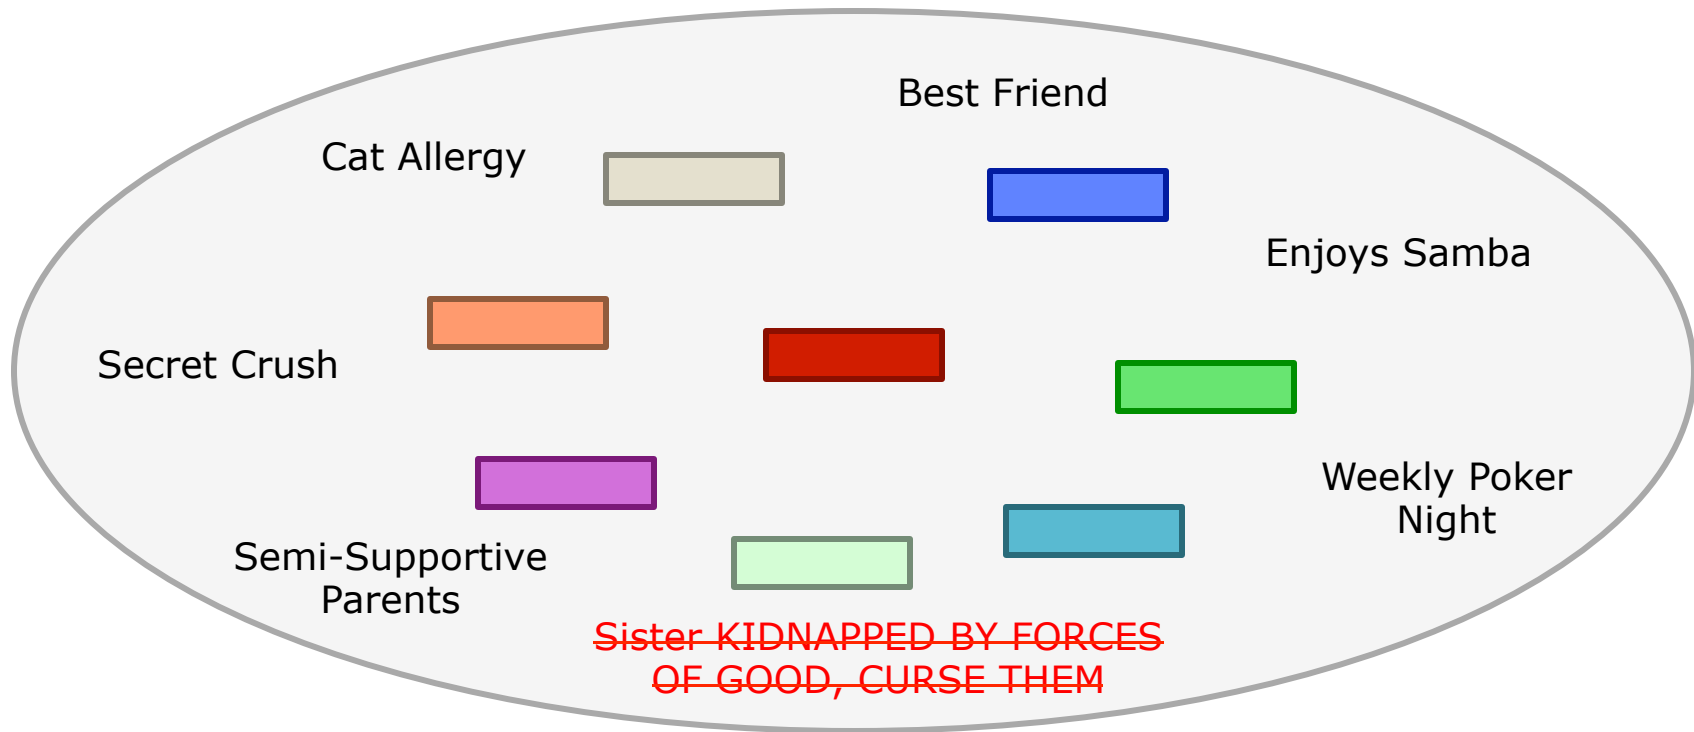 Best Friend
Cat Allergy
Enjoys Samba
Secret Crush
Weekly Poker
Night
Semi-Supportive
Parents
Sister KIDNAPPED BY FORCES
OF GOOD, CURSE THEM